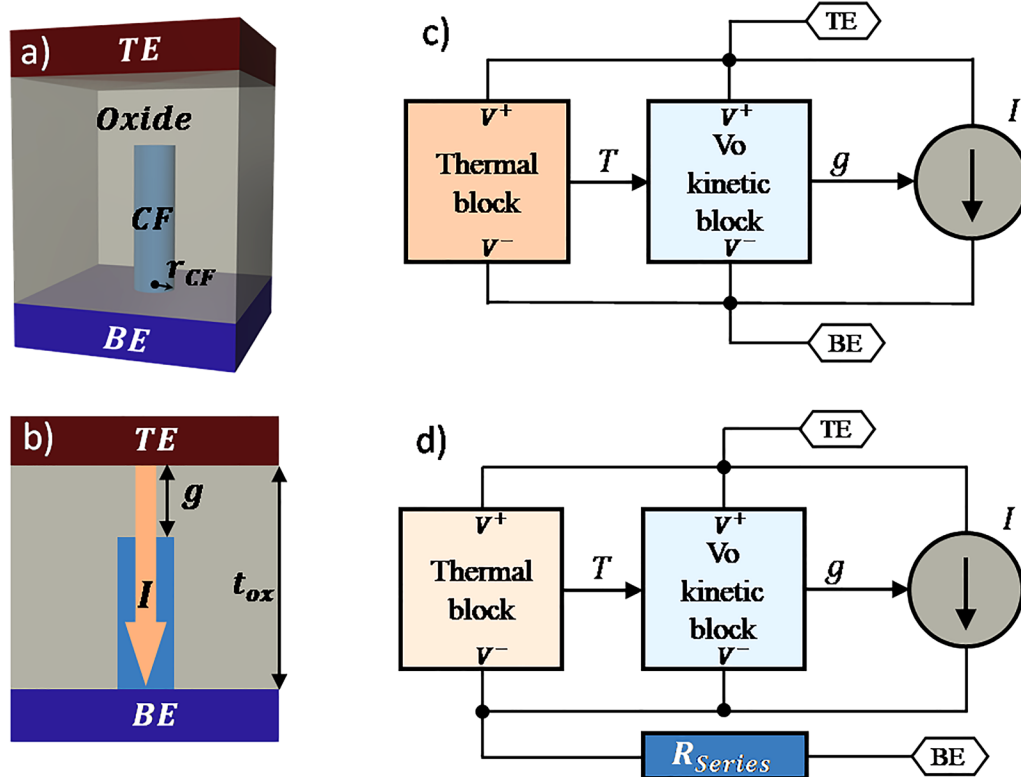 a)
TE
Oxide
CF
r_CF
BE
b)
TE
g
I
t_ox
BE
c)
TE
V⁺
V⁺
I
Thermal
block
T
Vo
kinetic
block
g
V⁻
V⁻
BE
d)
TE
V⁺
V⁺
I
Thermal
block
T
Vo
kinetic
block
g
V⁻
V⁻
R_Series
BE